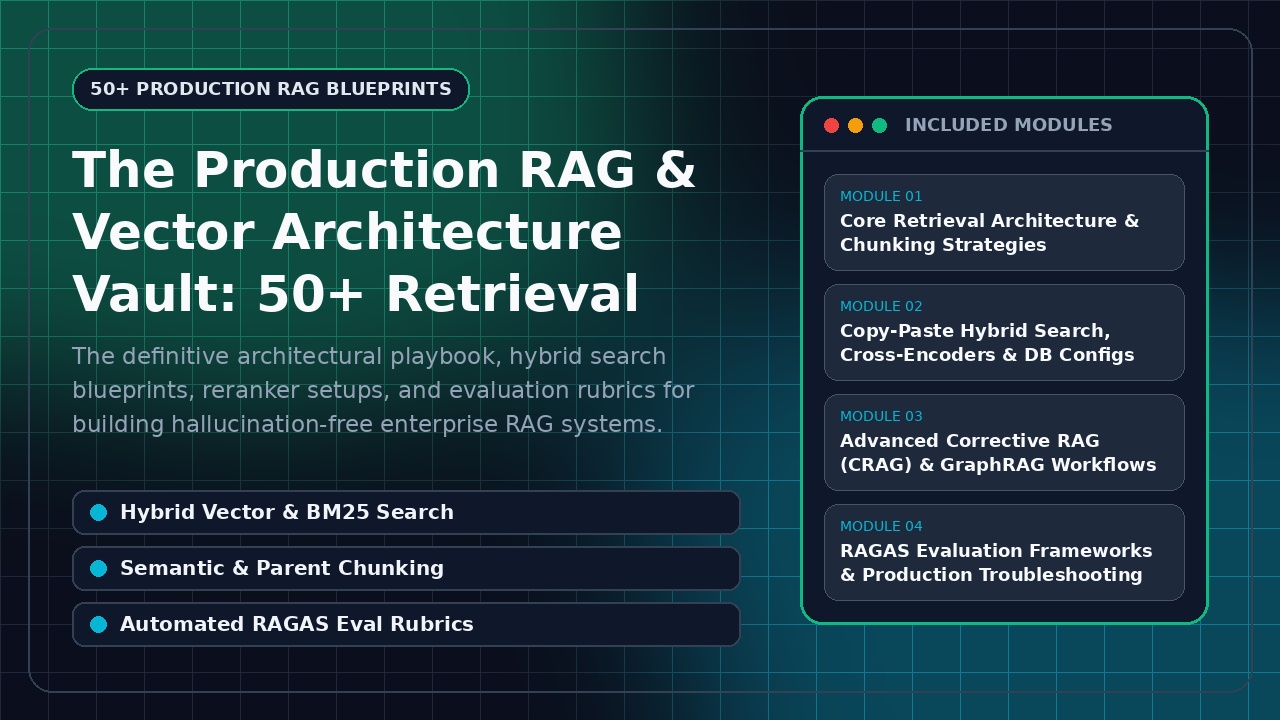 50+ PRODUCTION RAG BLUEPRINTS
The Production RAG &
Vector Architecture
Vault: 50+ Retrieval
The definitive architectural playbook, hybrid search
blueprints, reranker setups, and evaluation rubrics for
building hallucination-free enterprise RAG systems.
Hybrid Vector & BM25 Search
Semantic & Parent Chunking
Automated RAGAS Eval Rubrics
INCLUDED MODULES
MODULE 01
Core Retrieval Architecture &
Chunking Strategies
MODULE 02
Copy-Paste Hybrid Search,
Cross-Encoders & DB Configs
MODULE 03
Advanced Corrective RAG
(CRAG) & GraphRAG Workflows
MODULE 04
RAGAS Evaluation Frameworks
& Production Troubleshooting